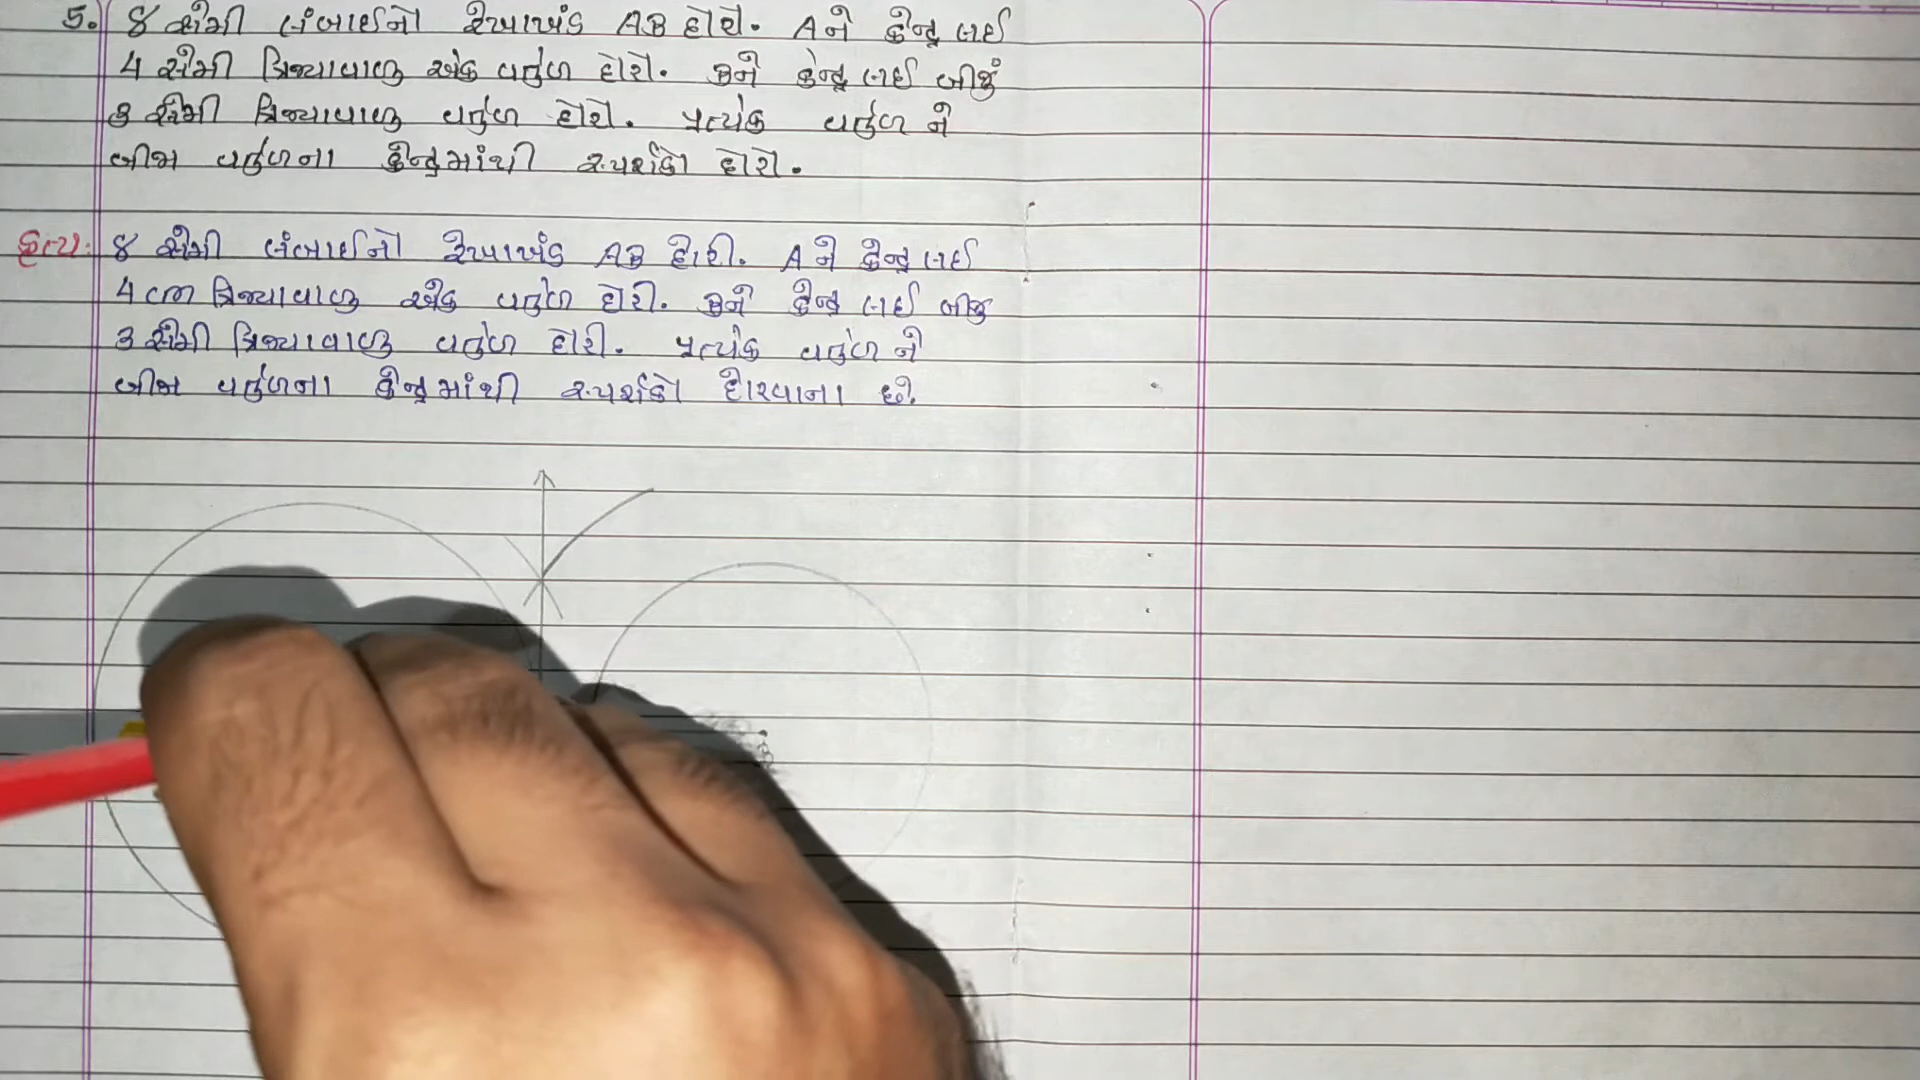 5. 8 સેમી લંબાઈનો રેખાખંડ AB દોરો. A ને કેન્દ્ર લઈ
4 સેમી ત્રિજ્યાવાળુ એક વર્તુળ દોરો. B ને કેન્દ્ર લઈ બીજું
3 સેમી ત્રિજ્યાવાળુ વર્તુળ દોરો. પ્રત્યેક વર્તુળ ને
બીજા વર્તુળના કેન્દ્રમાંથી સ્પર્શકો દોરો.
કૃત્ય: 8 સેમી લંબાઈનો રેખાખંડ AB દોરી. A ને કેન્દ્ર લઈ
4 cm ત્રિજ્યાવાળુ એક વર્તુળ દોરી. B ને કેન્દ્ર લઈ બીજુ
3 સેમી ત્રિજ્યાવાળુ વર્તુળ દોરી. પ્રત્યેક વર્તુળ ને
બીજા વર્તુળના કેન્દ્રમાંથી સ્પર્શકો દોરવાના છે.
B